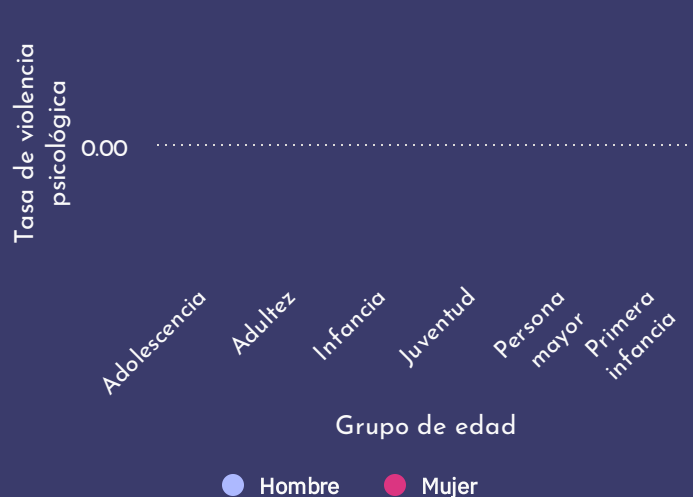 Tasa de violencia
psicológica
0.00
Adolescencia
Adultez
Infancia
Juventud
Persona
mayor
Primera
infancia
Grupo de edad
Hombre
Mujer